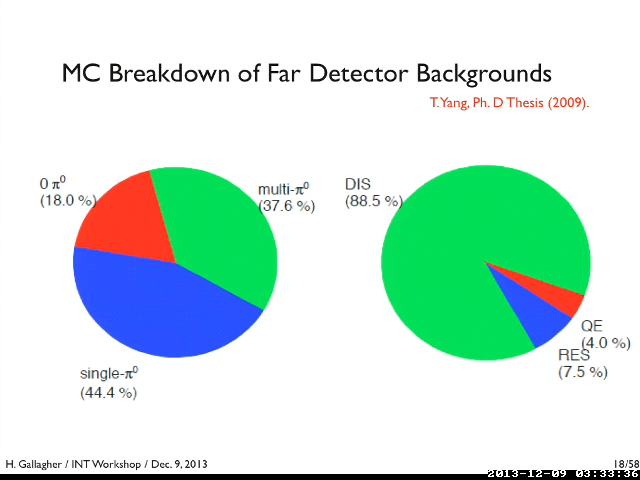 MC Breakdown of Far Detector Backgrounds
T. Yang, Ph. D Thesis (2009).
0 π⁰
(18.0 %)
multi-π⁰
(37.6 %)
single-π⁰
(44.4 %)
DIS
(88.5 %)
QE
(4.0 %)
RES
(7.5 %)
H. Gallagher / INT Workshop / Dec. 9, 2013
18/58
2013-12-09 03:33:36